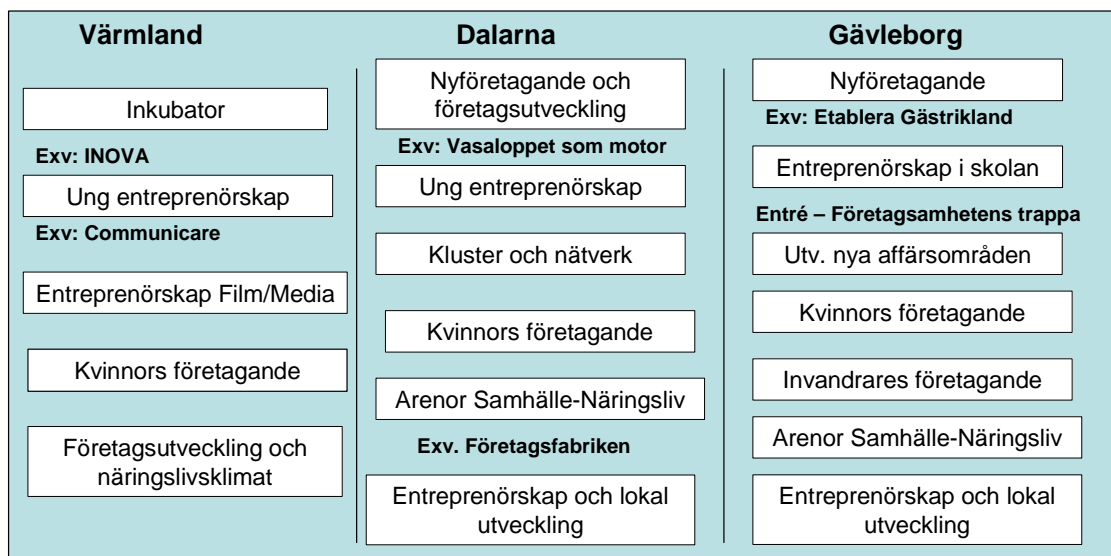 Värmland
Inkubator
Exv: INOVA
Ung entreprenörskap
Exv: Communicare
Entreprenörskap Film/Media
Kvinnors företagande
Företagsutveckling och
näringslivsklimat
Dalarna
Nyföretagande och
företagsutveckling
Exv: Vasaloppet som motor
Ung entreprenörskap
Kluster och nätverk
Kvinnors företagande
Arenor Samhälle-Näringsliv
Exv. Företagsfabriken
Entreprenörskap och lokal
utveckling
Gävleborg
Nyföretagande
Exv: Etablera Gästrikland
Entreprenörskap i skolan
Entré – Företagsamhetens trappa
Utv. nya affärsområden
Kvinnors företagande
Invandrares företagande
Arenor Samhälle-Näringsliv
Entreprenörskap och lokal
utveckling